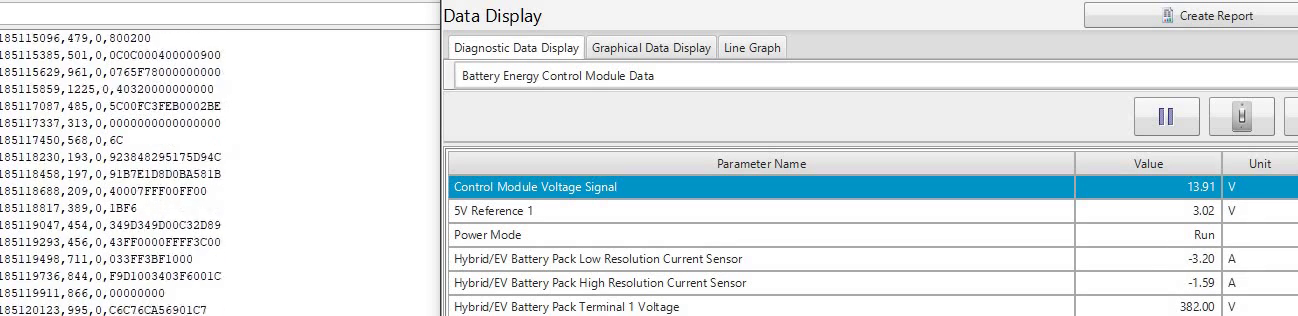 185115096,479,0,800200
185115385,501,0,0C0C000400000900
185115629,961,0,0765F78000000000
185115859,1225,0,40320000000000
185117087,485,0,5C00FC3FEB0002BE
185117337,313,0,0000000000000000
185117450,568,0,6C
185118230,193,0,923848295175D94C
185118458,197,0,91B7E1D8D0BA581B
185118688,209,0,40007FFF00FF00
185118817,389,0,1BF6
185119047,454,0,349D349D00C32D89
185119293,456,0,43FF0000FFFF3C00
185119498,711,0,033FF3BF1000
185119736,844,0,F9D1003403F6001C
185119911,866,0,00000000
185120123,995,0,C6C76CA56901C7
Data Display
Create Report
Diagnostic Data Display Graphical Data Display Line Graph
Battery Energy Control Module Data
Parameter Name Value Unit
Control Module Voltage Signal 13.91 V
5V Reference 1 3.02 V
Power Mode Run
Hybrid/EV Battery Pack Low Resolution Current Sensor -3.20 A
Hybrid/EV Battery Pack High Resolution Current Sensor -1.59 A
Hybrid/EV Battery Pack Terminal 1 Voltage 382.00 V